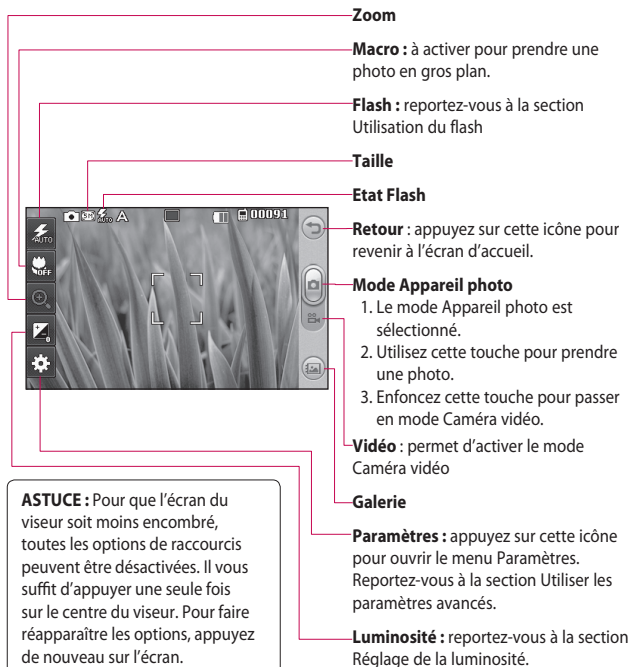 Zoom
Macro : à activer pour prendre une
photo en gros plan.
Flash : reportez-vous à la section
Utilisation du flash
Taille
Etat Flash
Retour : appuyez sur cette icône pour
revenir à l'écran d'accueil.
Mode Appareil photo
1. Le mode Appareil photo est
sélectionné.
2. Utilisez cette touche pour prendre
une photo.
3. Enfoncez cette touche pour passer
en mode Caméra vidéo.
Vidéo : permet d'activer le mode
Caméra vidéo
Galerie
Paramètres : appuyez sur cette icône
pour ouvrir le menu Paramètres.
Reportez-vous à la section Utiliser les
paramètres avancés.
Luminosité : reportez-vous à la section
Réglage de la luminosité.
AUTO
OFF
0
5M AUTO A 00091
ASTUCE : Pour que l'écran du
viseur soit moins encombré,
toutes les options de raccourcis
peuvent être désactivées. Il vous
suffit d'appuyer une seule fois
sur le centre du viseur. Pour faire
réapparaître les options, appuyez
de nouveau sur l'écran.